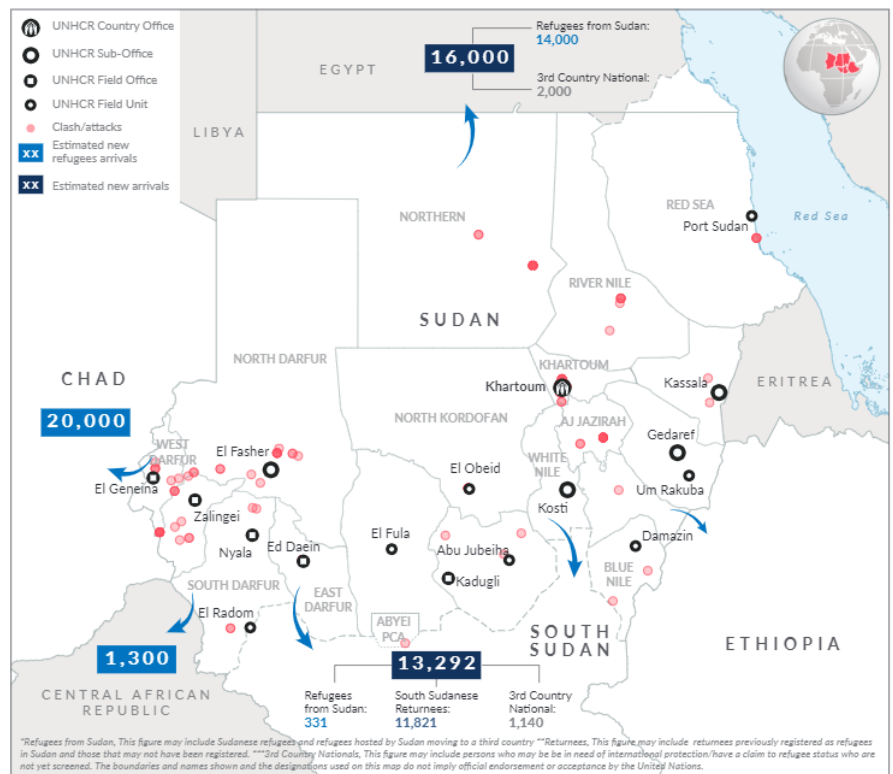 UNHCR Country Office
UNHCR Sub-Office
UNHCR Field Office
UNHCR Field Unit
Clash/attacks
XX
Estimated new
refugees arrivals
XX
Estimated new arrivals
EGYPT
16,000
Refugees from Sudan:
14,000
3rd Country National:
2,000
LIBYA
NORTHERN
RED SEA
Port Sudan
Red Sea
RIVER NILE
SUDAN
NORTH DARFUR
CHAD
20,000
KHARTOUM
Khartoum
Kassala
ERITREA
NORTH KORDOFAN
AJ JAZIRAH
WEST
DARFUR
El Fasher
Gedaref
WHITE
NILE
El Obeid
El Geneina
Um Rakuba
Kosti
Zalingei
El Fula
Damazin
Nyala
Ed Daein
Abu Jubeiha
Kadugli
BLUE
NILE
SOUTH DARFUR
EAST
DARFUR
El Radom
ABYEI
PCA
SOUTH
SUDAN
ETHIOPIA
1,300
13,292
CENTRAL AFRICAN
REPUBLIC
Refugees
from Sudan:
331
South Sudanese
Returnees:
11,821
3rd Country
National:
1,140
*Refugees from Sudan, This figure may include Sudanese refugees and refugees hosted by Sudan moving to a third country **Returnees, This figure may include returnees previously registered as refugees
in Sudan and those that may not have been registered. ***3rd Country Nationals, This figure may include persons who may be be in need of international protection/have a claim to refugee status who are
not yet screened. The boundaries and names shown and the designations used on this map do not imply official endorsement or acceptance by the United Nations.